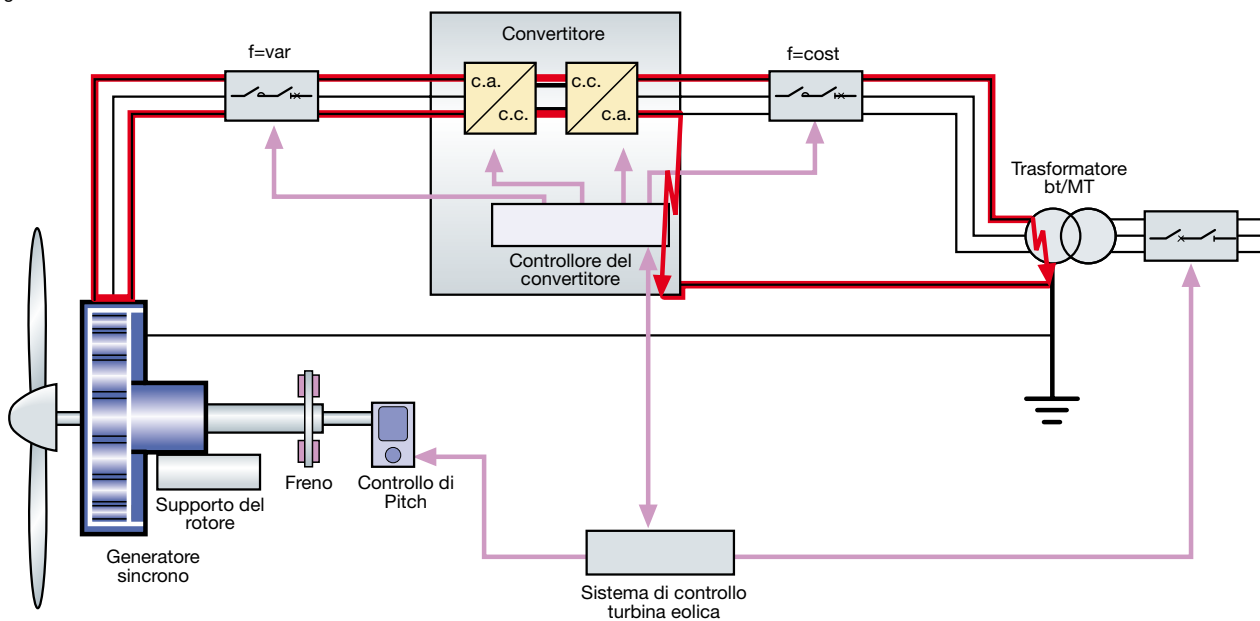 Convertitore
f=var
f=cost
c.a.
c.c.
c.c.
c.a.
Trasformatore
bt/MT
Controllore del
convertitore
Freno
Controllo di
Pitch
Supporto del
rotore
Generatore
sincrono
Sistema di controllo
turbina eolica